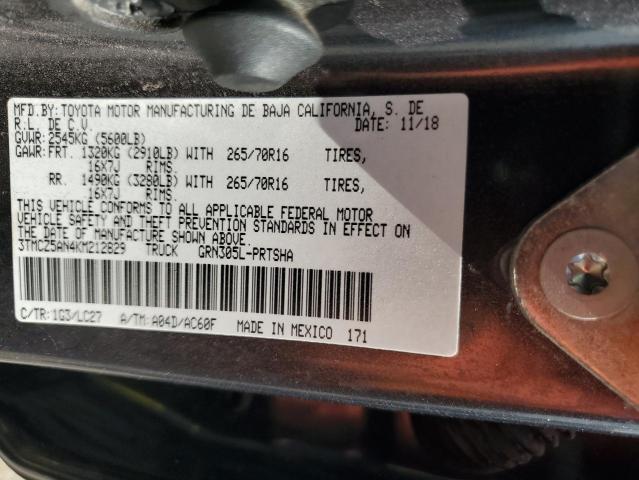 MFD.BY:TOYOTA MOTOR MANUFACTURING DE BAJA CALIFORNIA, S. DE
R.L. DE C.V. DATE: 11/18
GVWR: 2545KG (5600LB)
GAWR: FRT. 1320KG (2910LB) WITH 265/70R16 TIRES,
16X7J RIMS.
RR. 1490KG (3280LB) WITH 265/70R16 TIRES,
16X7J RIMS.
THIS VEHICLE CONFORMS TO ALL APPLICABLE FEDERAL MOTOR
VEHICLE SAFETY AND THEFT PREVENTION STANDARDS IN EFFECT ON
THE DATE OF MANUFACTURE SHOWN ABOVE.
3TMCZ5AN4KM212829 TRUCK GRN305L-PRTSHA
C/TR:1G3/LC27 A/TM: A04D/AC60F MADE IN MEXICO 171